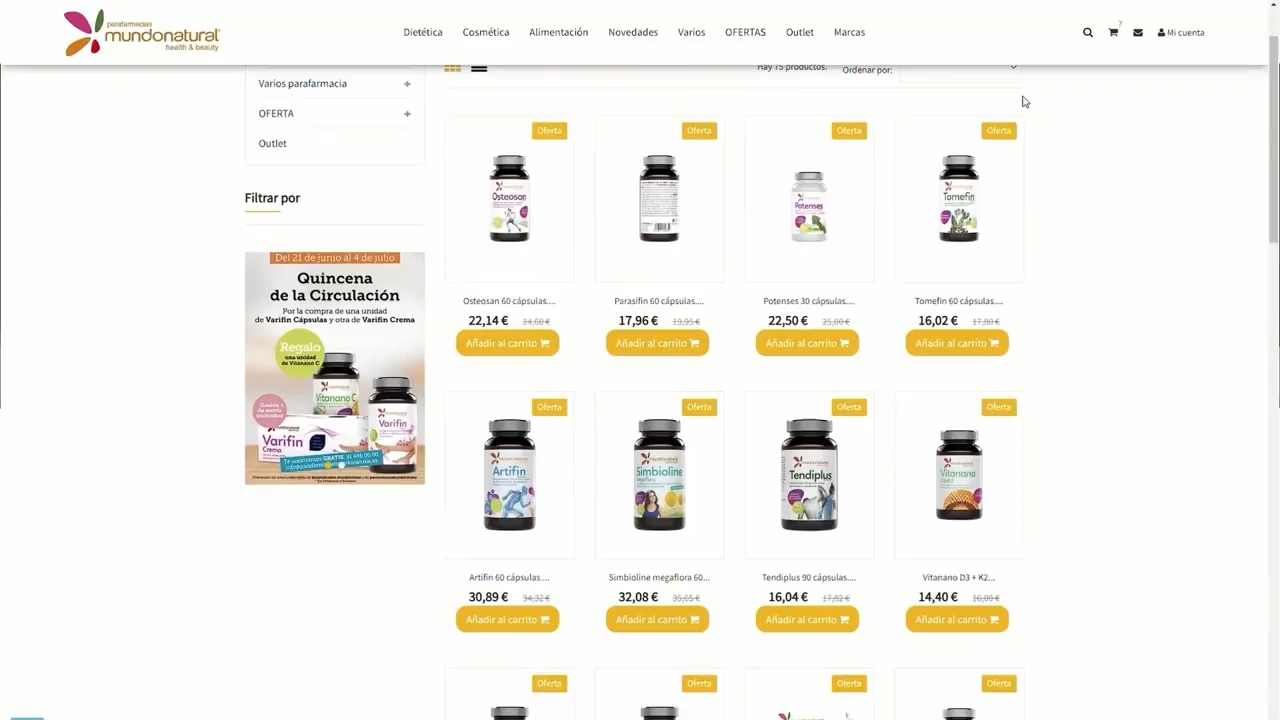 parafarmacias
mundonatural
health & beauty
Dietética
Cosmética
Alimentación
Novedades
Varios
OFERTAS
Outlet
Marcas
7
Mi cuenta
Varios parafarmacia +
OFERTA +
Outlet
Hay 75 productos.
Ordenar por:
Filtrar por
Del 21 de junio al 4 de julio
Quincena
de la Circulación
Por la compra de una unidad
de Varifin Cápsulas y otra de Varifin Crema
Regalo
una unidad
de Vitanano C
Vitanano C
Varifin
Varifin
Crema
Oferta
Oferta
Oferta
Oferta
Osteosan
Potenses
Tomefin
Osteosan 60 cápsulas....
Parasifin 60 cápsulas....
Potenses 30 cápsulas....
Tomefin 60 cápsulas....
22,14 € 24,60 €
17,96 € 19,95 €
22,50 € 25,00 €
16,02 € 17,80 €
Añadir al carrito
Añadir al carrito
Añadir al carrito
Añadir al carrito
Oferta
Oferta
Oferta
Oferta
Artifin
Simbioline
Tendiplus
Vitanano
Artifin 60 cápsulas....
Simbioline megaflora 60...
Tendiplus 90 cápsulas....
Vitanano D3 + K2...
30,89 € 34,32 €
32,08 € 35,65 €
16,04 € 17,82 €
14,40 € 16,00 €
Añadir al carrito
Añadir al carrito
Añadir al carrito
Añadir al carrito
Oferta
Oferta
Oferta
Oferta